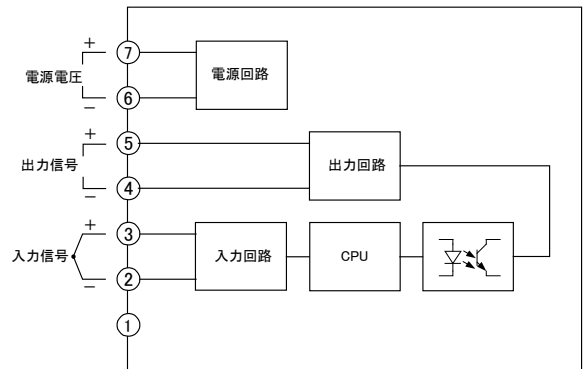 +
⑦
電源電圧
電源回路
−
⑥
+
⑤
出力信号
出力回路
−
④
+
③
入力信号
入力回路
CPU
−
②
①